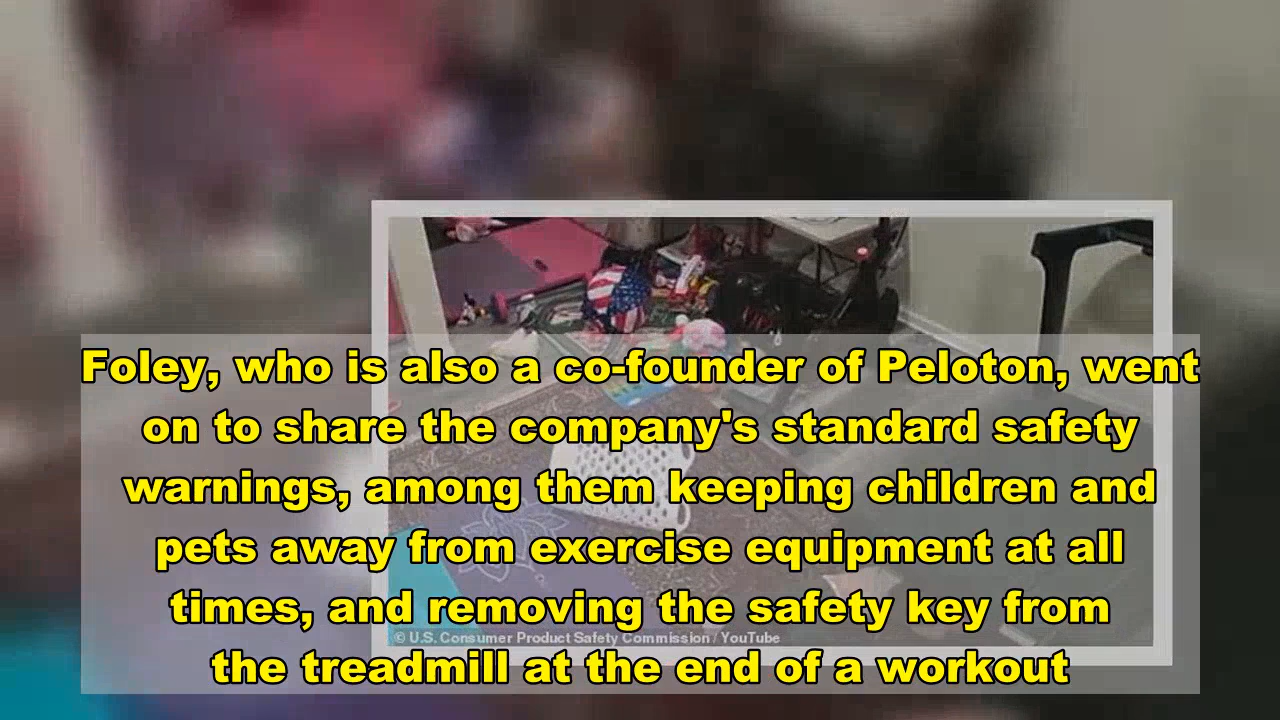 Foley, who is also a co-founder of Peloton, went
on to share the company's standard safety
warnings, among them keeping children and
pets away from exercise equipment at all
times, and removing the safety key from
© U.S. Consumer Product Safety Commission / YouTube
the treadmill at the end of a workout